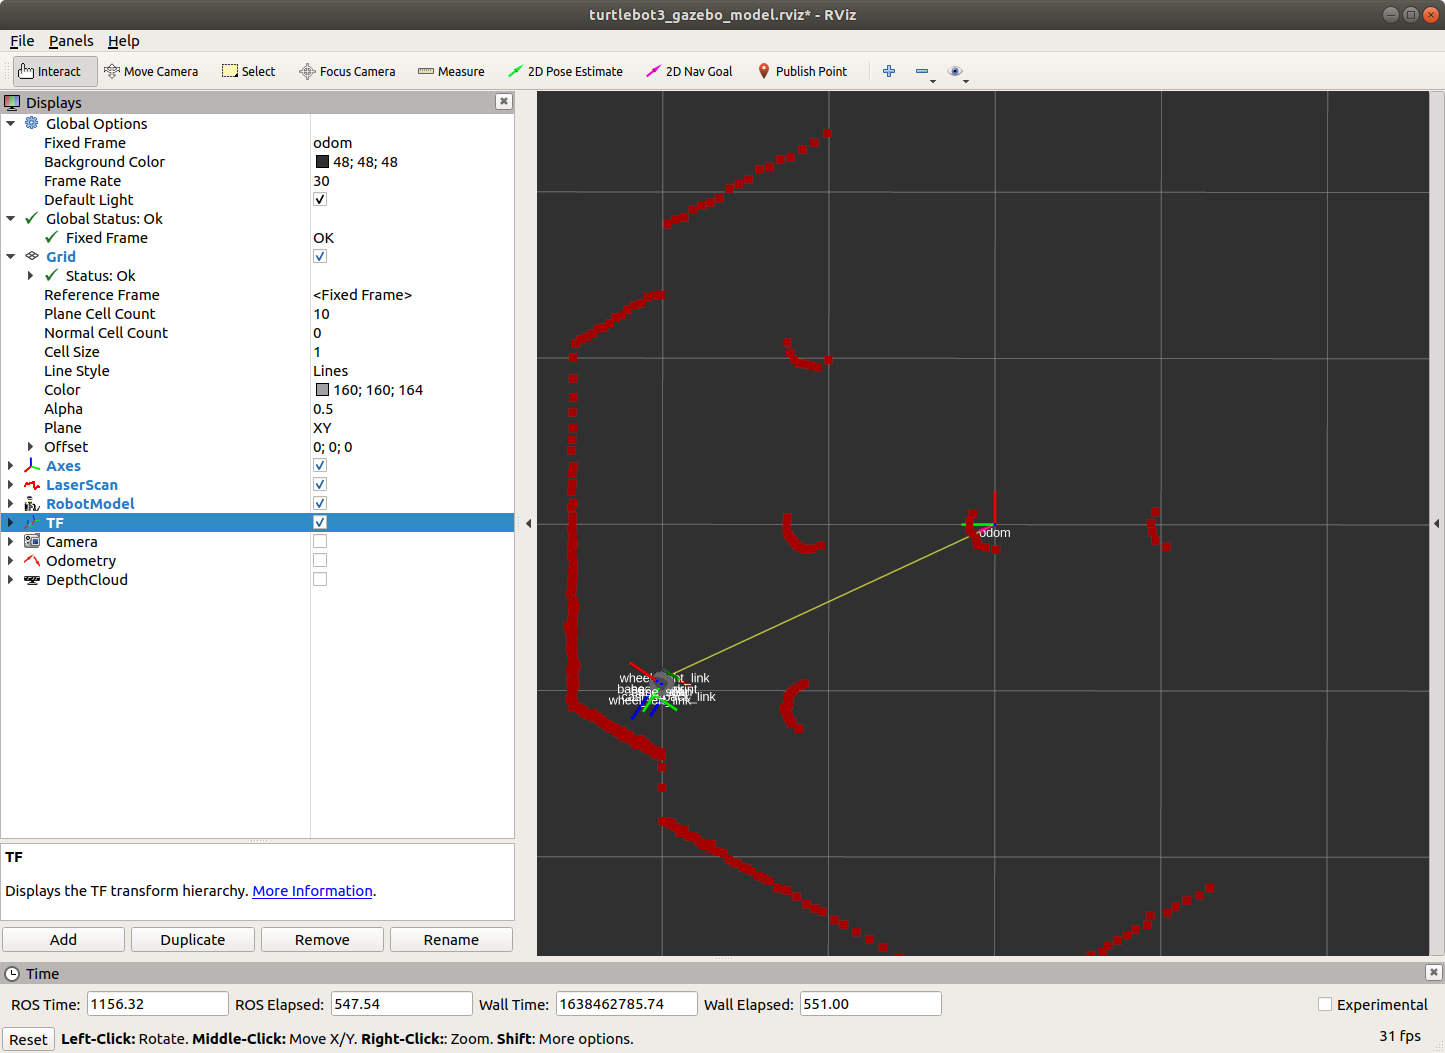 turtlebot3_gazebo_model.rviz* - RViz
File Panels Help
Interact Move Camera Select Focus Camera Measure 2D Pose Estimate 2D Nav Goal Publish Point
Displays
Global Options
Fixed Frame odom
Background Color 48; 48; 48
Frame Rate 30
Default Light
Global Status: Ok
Fixed Frame OK
Grid
Status: Ok
Reference Frame <Fixed Frame>
Plane Cell Count 10
Normal Cell Count 0
Cell Size 1
Line Style Lines
Color 160; 160; 164
Alpha 0.5
Plane XY
Offset 0; 0; 0
Axes
LaserScan
RobotModel
TF
Camera
Odometry
DepthCloud
odom
TF
Displays the TF transform hierarchy. More Information.
Add Duplicate Remove Rename
Time
ROS Time: 1156.32 ROS Elapsed: 547.54 Wall Time: 1638462785.74 Wall Elapsed: 551.00 Experimental
Reset Left-Click: Rotate. Middle-Click: Move X/Y. Right-Click:: Zoom. Shift: More options. 31 fps